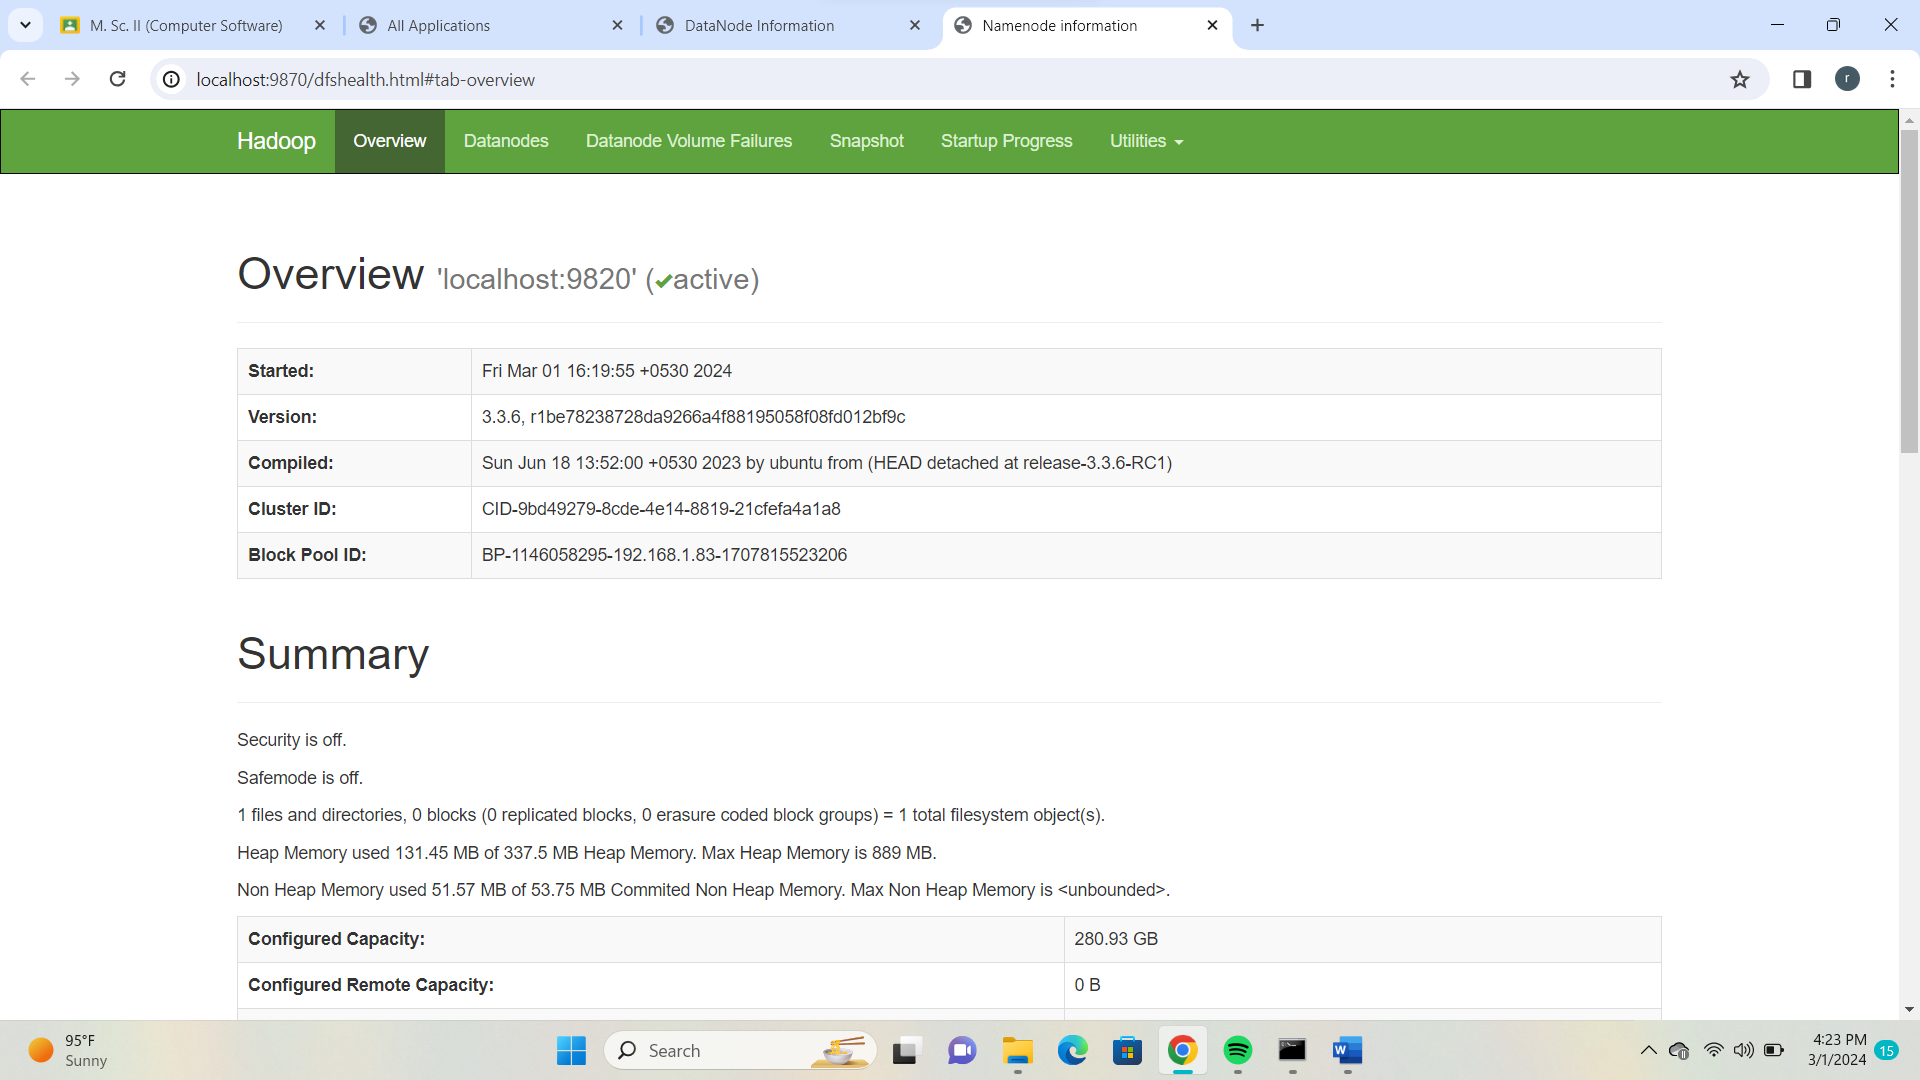 M. Sc. II (Computer Software)
All Applications
DataNode Information
Namenode information
localhost:9870/dfshealth.html#tab-overview
r
Hadoop Overview Datanodes Datanode Volume Failures Snapshot Startup Progress Utilities
Overview 'localhost:9820' (✔active)
Started: Fri Mar 01 16:19:55 +0530 2024
Version: 3.3.6, r1be78238728da9266a4f88195058f08fd012bf9c
Compiled: Sun Jun 18 13:52:00 +0530 2023 by ubuntu from (HEAD detached at release-3.3.6-RC1)
Cluster ID: CID-9bd49279-8cde-4e14-8819-21cfefa4a1a8
Block Pool ID: BP-1146058295-192.168.1.83-1707815523206
Summary
Security is off.
Safemode is off.
1 files and directories, 0 blocks (0 replicated blocks, 0 erasure coded block groups) = 1 total filesystem object(s).
Heap Memory used 131.45 MB of 337.5 MB Heap Memory. Max Heap Memory is 889 MB.
Non Heap Memory used 51.57 MB of 53.75 MB Commited Non Heap Memory. Max Non Heap Memory is <unbounded>.
Configured Capacity: 280.93 GB
Configured Remote Capacity: 0 B
95°F
Sunny
Search
W
4:23 PM
3/1/2024
15